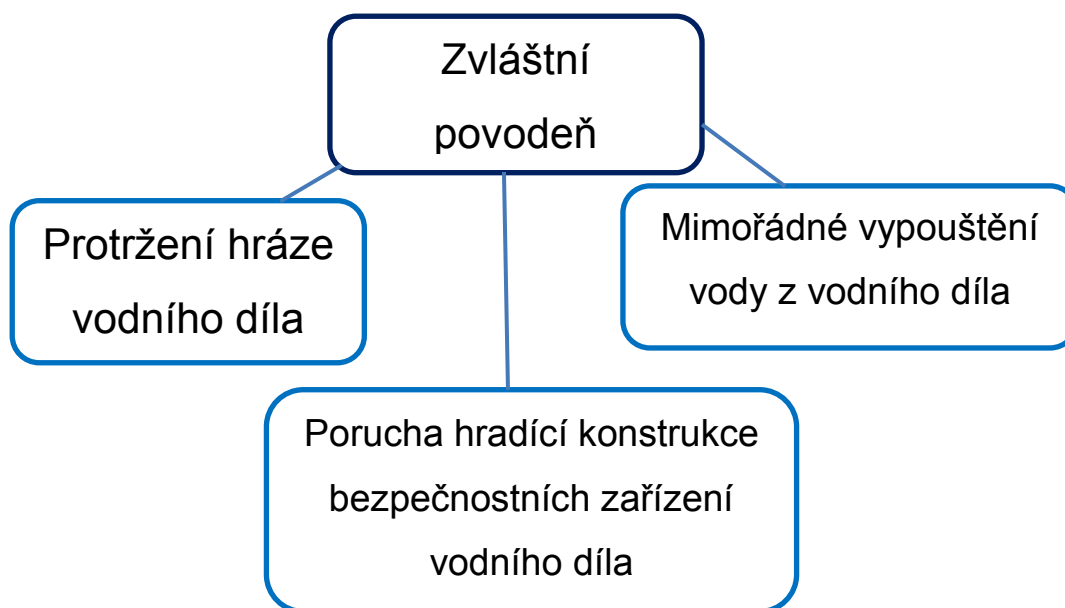 Zvláštní
povodeň
Protržení hráze
vodního díla
Mimořádné vypouštění
vody z vodního díla
Porucha hradící konstrukce
bezpečnostních zařízení
vodního díla